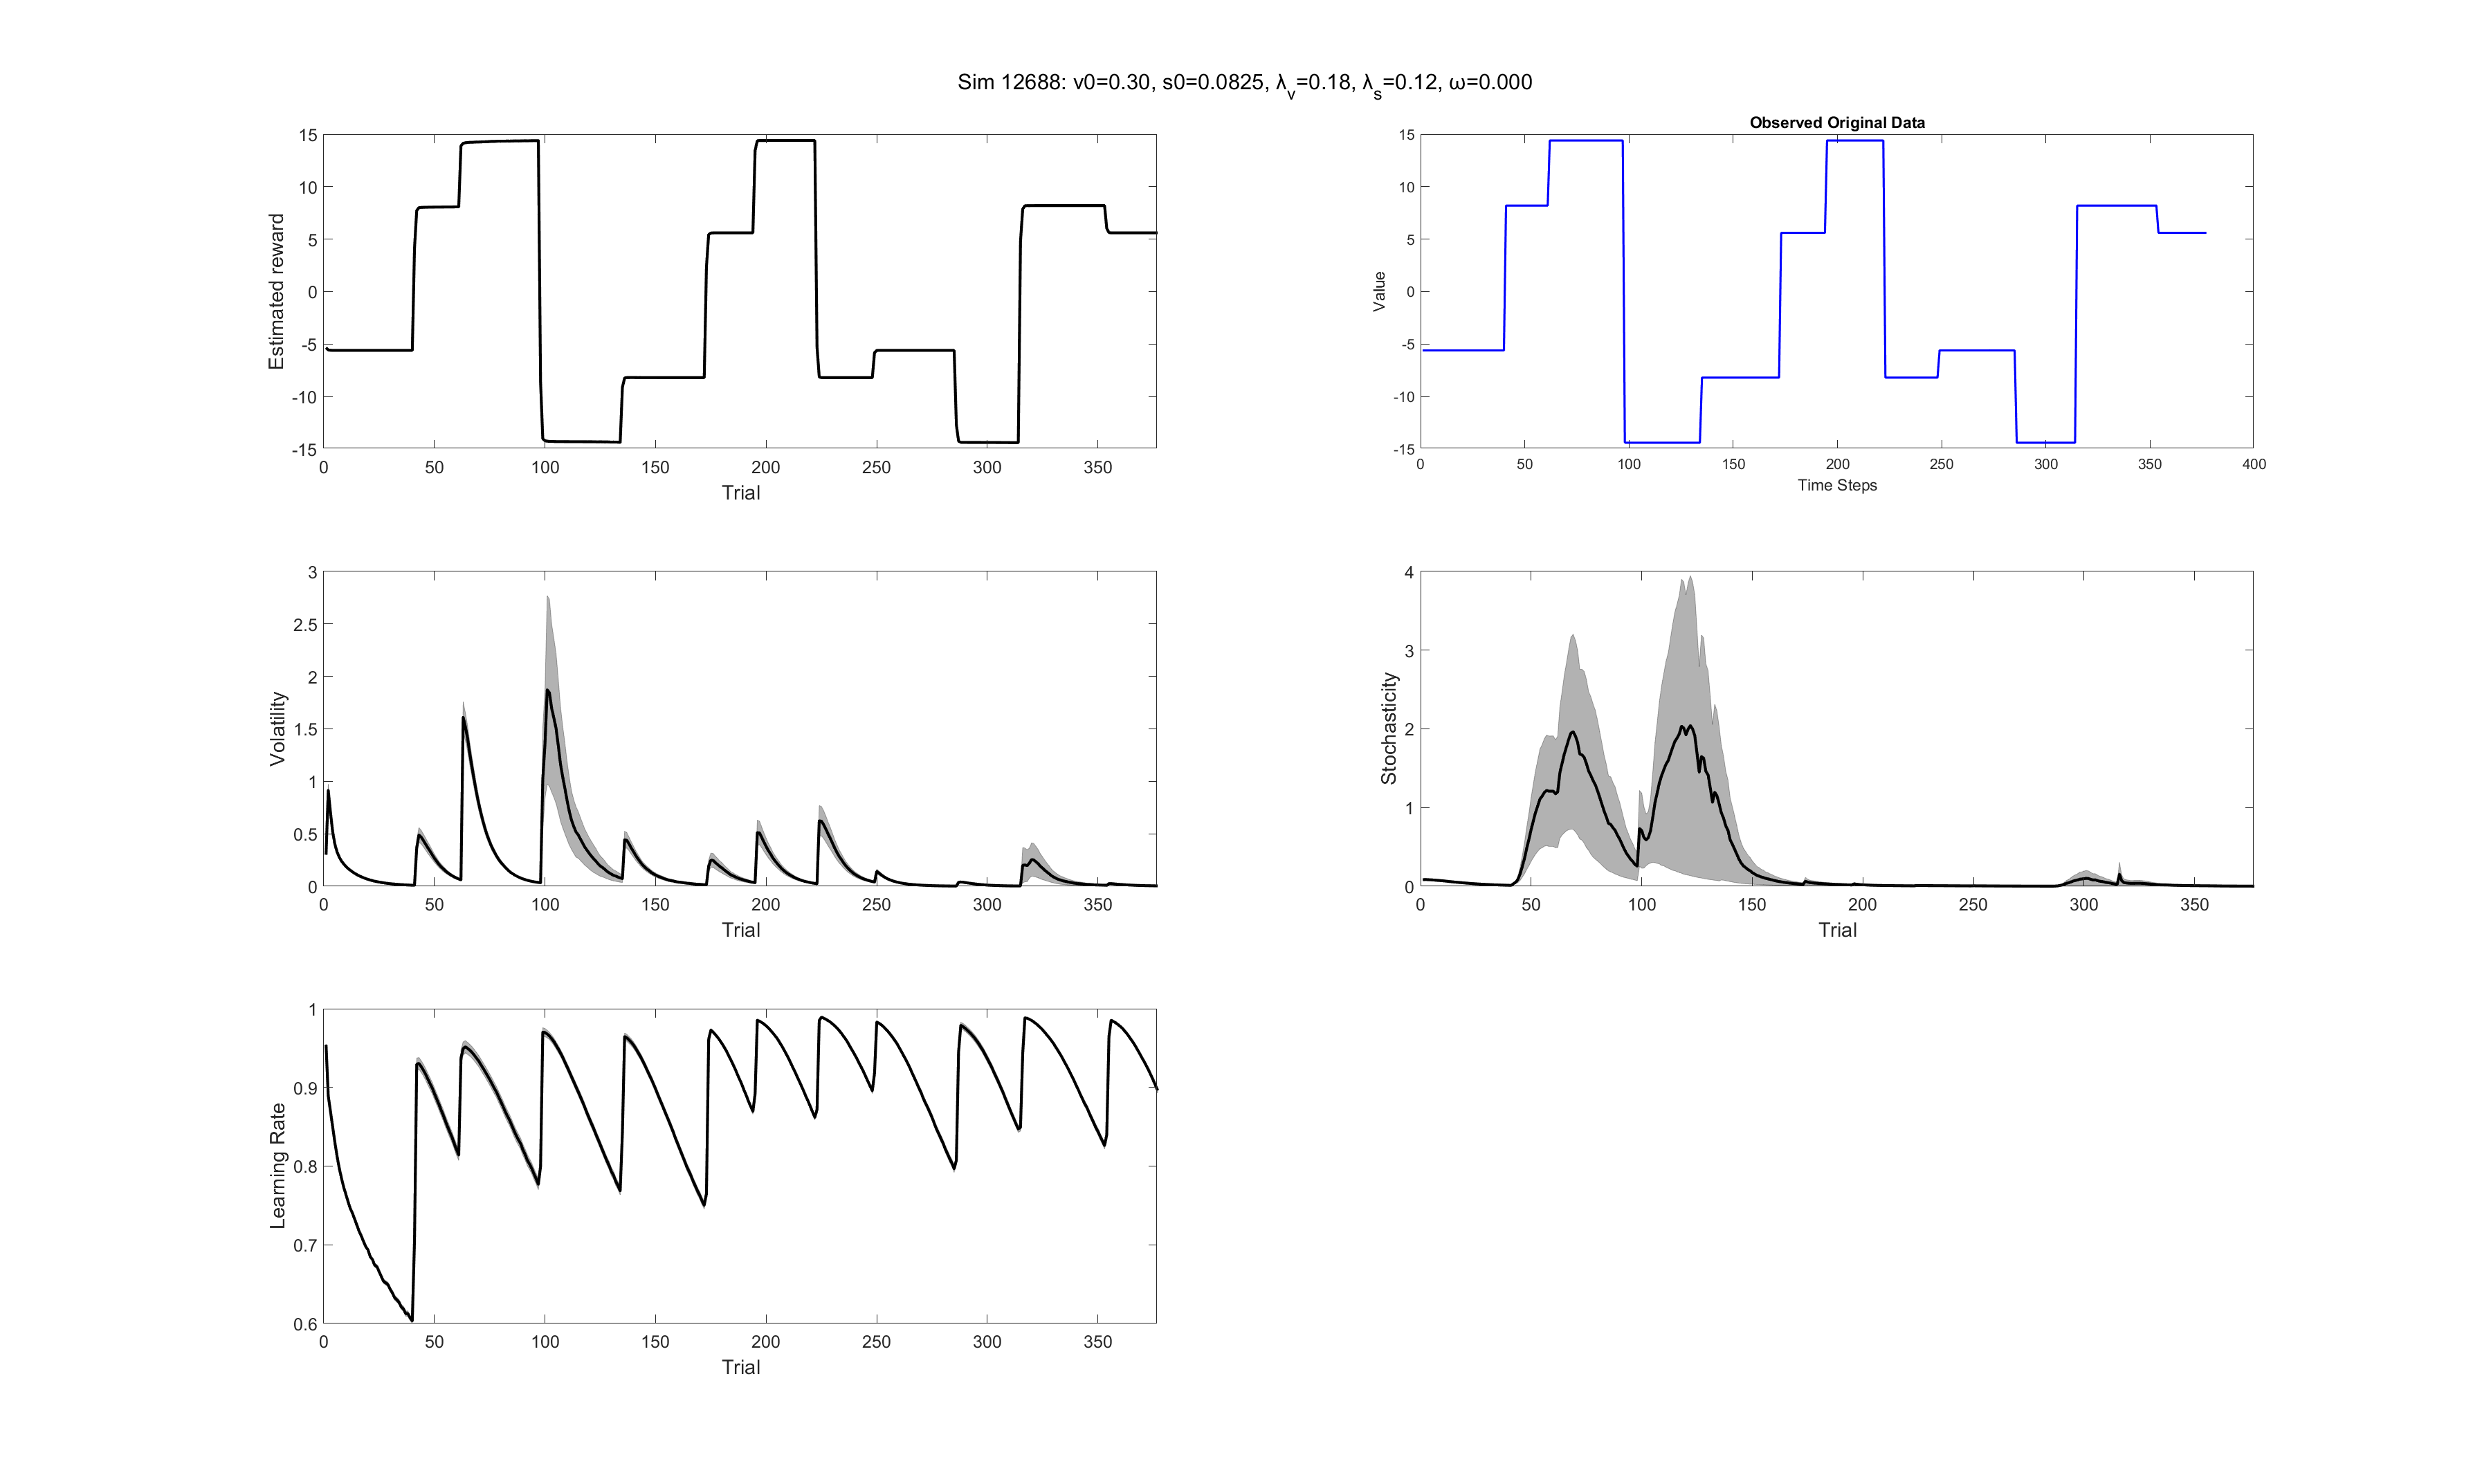 Sim 12688: v0=0.30, s0=0.0825, λv=0.18, λs=0.12, ω=0.000
15
10
5
0
-5
-10
-15
Estimated reward
0 50 100 150 200 250 300 350
Trial
Observed Original Data
15
10
5
0
-5
-10
-15
Value
0 50 100 150 200 250 300 350 400
Time Steps
3
2.5
2
1.5
1
0.5
0
Volatility
0 50 100 150 200 250 300 350
Trial
4
3
2
1
0
Stochasticity
0 50 100 150 200 250 300 350
Trial
1
0.9
0.8
0.7
0.6
Learning Rate
0 50 100 150 200 250 300 350
Trial